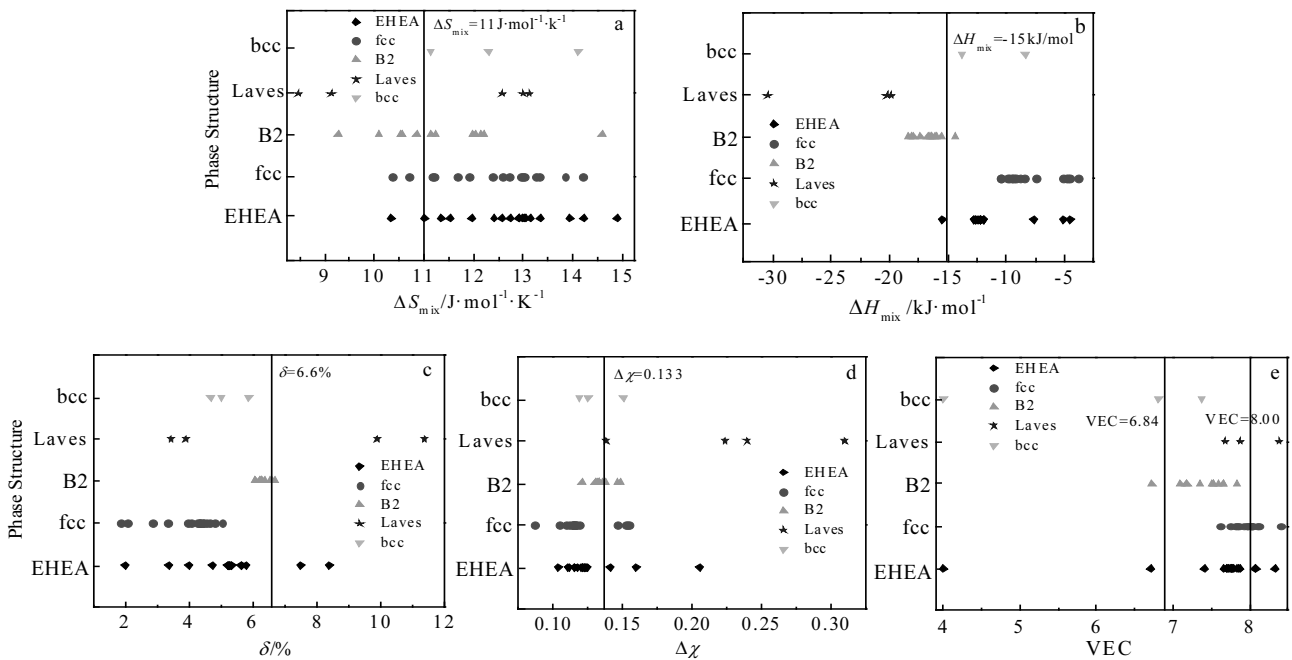 a
ΔSmix=11J·mol-1·k-1
EHEA
fcc
B2
Laves
bcc
Phase Structure
bcc
Laves
B2
fcc
EHEA
9 10 11 12 13 14 15
ΔSmix/J·mol-1·K-1
b
ΔHmix=-15kJ/mol
EHEA
fcc
B2
Laves
bcc
bcc
Laves
B2
fcc
EHEA
-30 -25 -20 -15 -10 -5
ΔHmix/kJ·mol-1
c
δ=6.6%
EHEA
fcc
B2
Laves
bcc
Phase Structure
bcc
Laves
B2
fcc
EHEA
2 4 6 8 10 12
δ/%
d
Δχ=0.133
EHEA
fcc
B2
Laves
bcc
bcc
Laves
B2
fcc
EHEA
0.10 0.15 0.20 0.25 0.30
Δχ
e
EHEA
fcc
B2
Laves
bcc
VEC=6.84
VEC=8.00
bcc
Laves
B2
fcc
EHEA
4 5 6 7 8
VEC